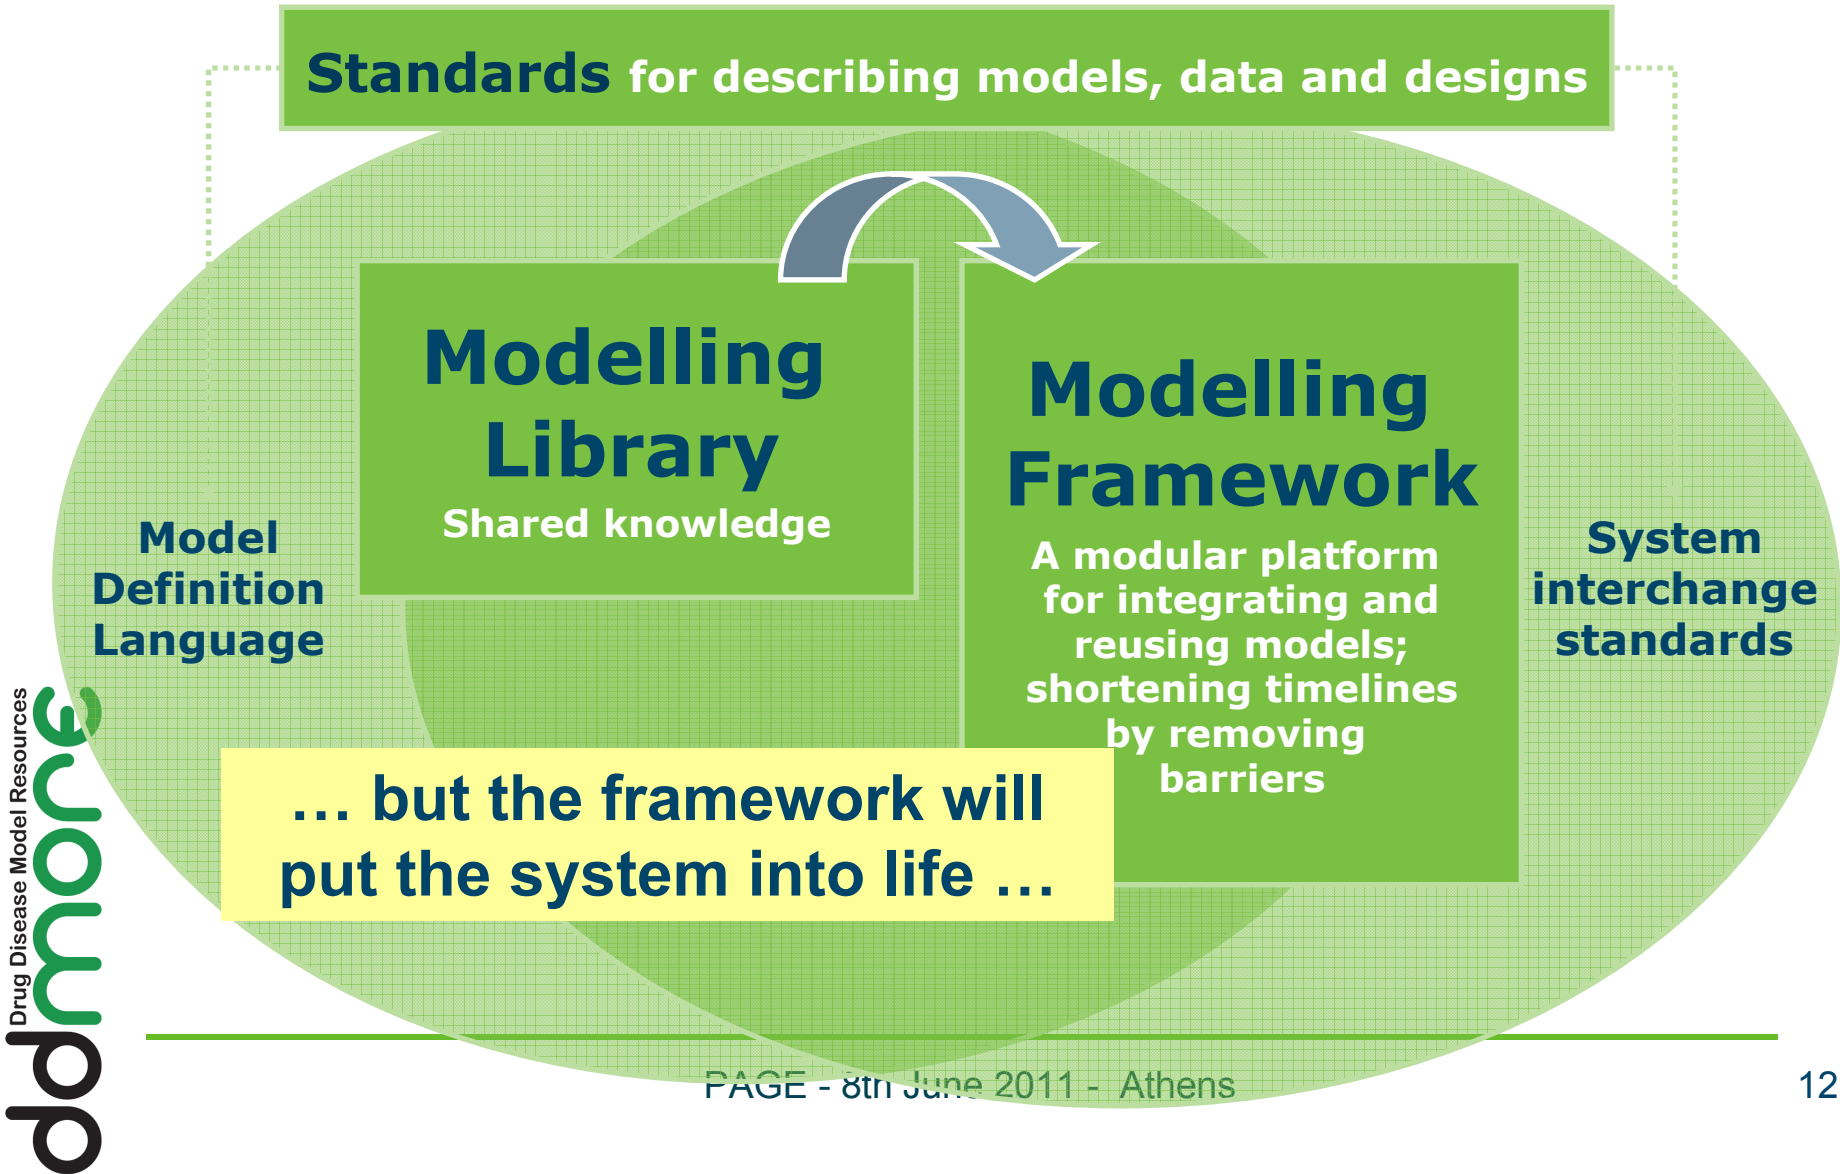 Standards for describing models, data and designs
Modelling
Library
Shared knowledge
Modelling
Framework
A modular platform
for integrating and
reusing models;
shortening timelines
by removing
barriers
Model
Definition
Language
System
interchange
standards
… but the framework will
put the system into life …
Drug Disease Model Resources
ddmore
PAGE - 8th June 2011 - Athens
12